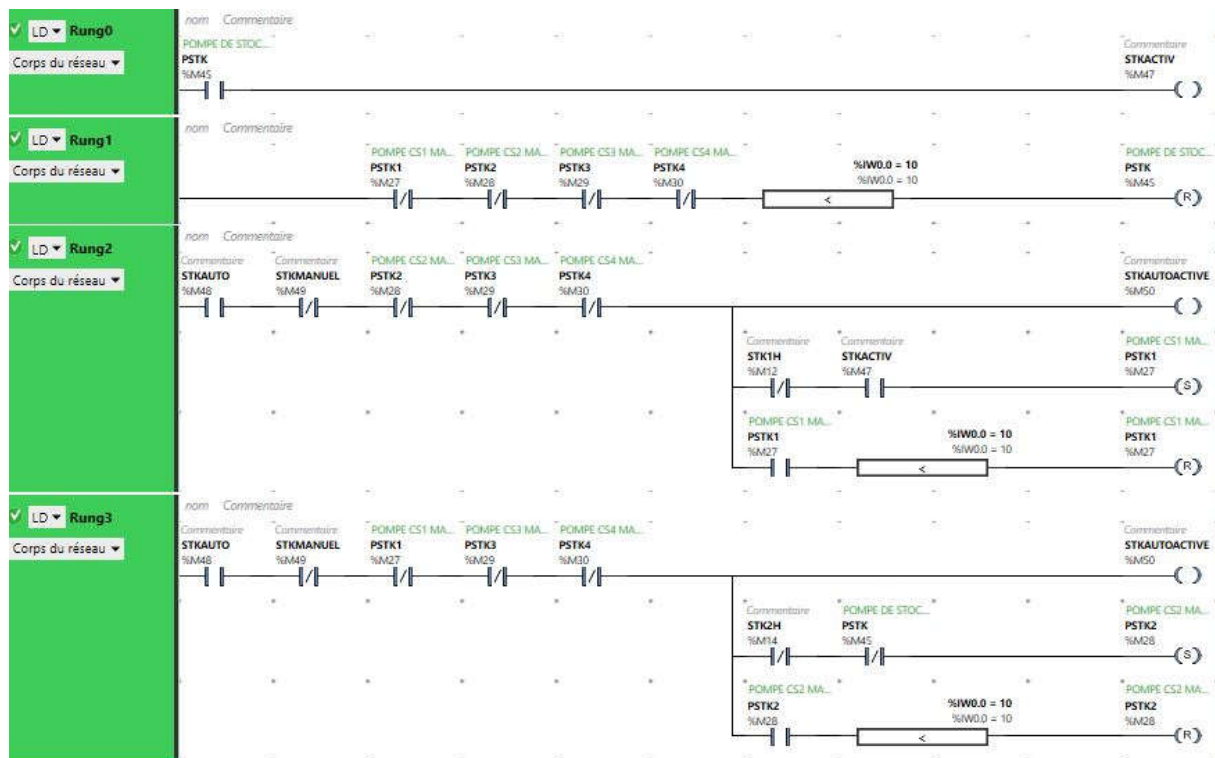 nom Commentaire
LD Rung0
Corps du réseau
POMPE DE STOC... Commentaire
PSTK STKACTIV
%M45 %M47
nom Commentaire
LD Rung1
Corps du réseau
POMPE CS1 MA... POMPE CS2 MA... POMPE CS3 MA... POMPE CS4 MA... POMPE DE STOC...
PSTK1 PSTK2 PSTK3 PSTK4 %IW0.0 = 10 PSTK
%M27 %M28 %M29 %M30 %IW0.0 = 10 %M45
< (R)
nom Commentaire
LD Rung2
Corps du réseau
Commentaire Commentaire POMPE CS2 MA... POMPE CS3 MA... POMPE CS4 MA... Commentaire
STKAUTO STKMANUEL PSTK2 PSTK3 PSTK4 STKAUTOACTIVE
%M48 %M49 %M28 %M29 %M30 %M50
Commentaire Commentaire POMPE CS1 MA...
STK1H STKACTIV PSTK1
%M12 %M47 %M27
(S)
POMPE CS1 MA... POMPE CS1 MA...
PSTK1 %IW0.0 = 10 PSTK1
%M27 %IW0.0 = 10 %M27
< (R)
nom Commentaire
LD Rung3
Corps du réseau
Commentaire Commentaire POMPE CS1 MA... POMPE CS3 MA... POMPE CS4 MA... Commentaire
STKAUTO STKMANUEL PSTK1 PSTK3 PSTK4 STKAUTOACTIVE
%M48 %M49 %M27 %M29 %M30 %M50
Commentaire POMPE DE STOC... POMPE CS2 MA...
STK2H PSTK PSTK2
%M14 %M45 %M28
(S)
POMPE CS2 MA... POMPE CS2 MA...
PSTK2 %IW0.0 = 10 PSTK2
%M28 %IW0.0 = 10 %M28
< (R)